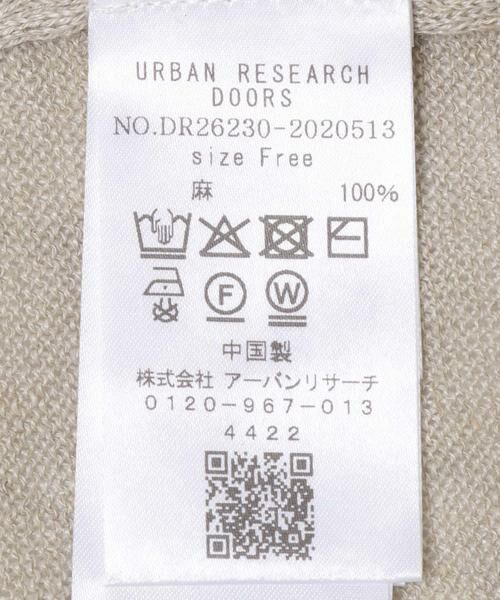 URBAN RESEARCH
DOORS
NO.DR26230-2020513
size Free
麻 100%
F W
中国製
株式会社 アーバンリサーチ
0120-967-013
4422